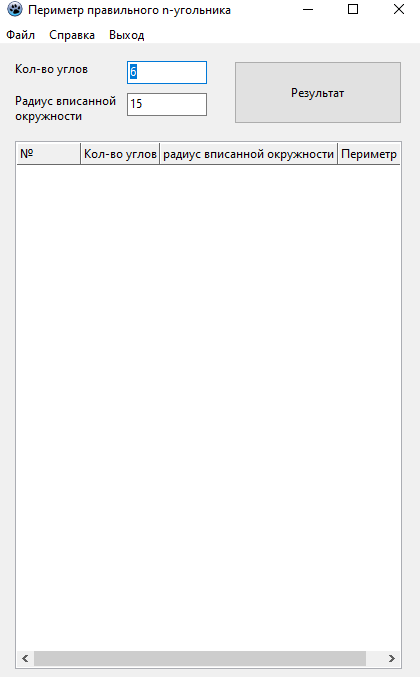 Периметр правильного n-угольника
Файл Справка Выход
Кол-во углов 6
Радиус вписанной
окружности 15
Результат
№ Кол-во углов радиус вписанной окружности Периметр